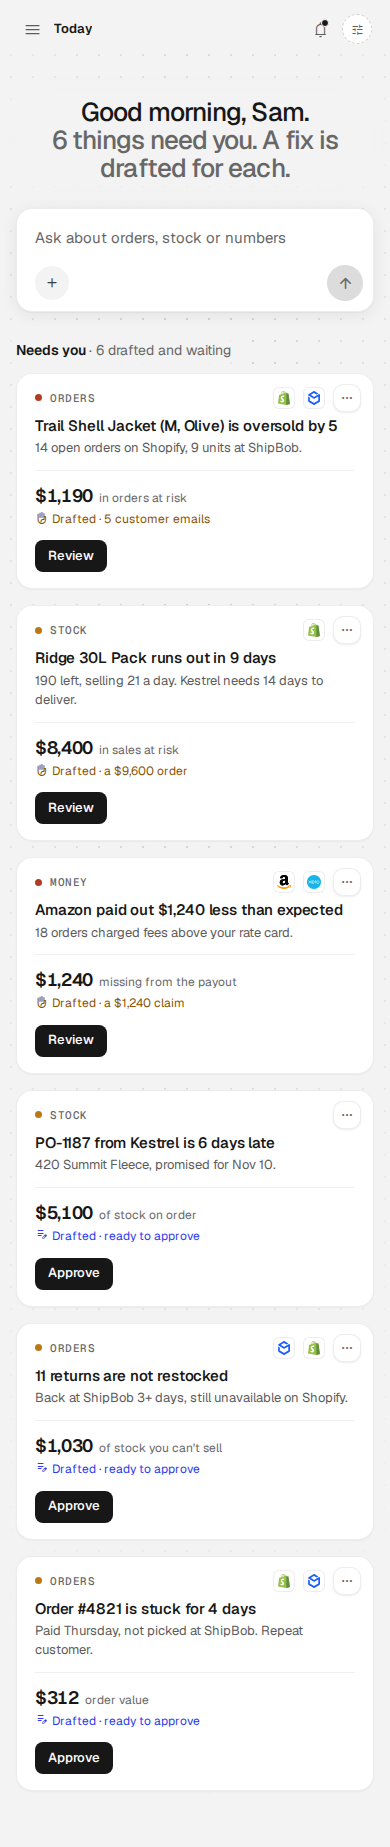 Today
Good morning, Sam.
6 things need you. A fix is
drafted for each.
Ask about orders, stock or numbers
Needs you · 6 drafted and waiting
ORDERS
Trail Shell Jacket (M, Olive) is oversold by 5
14 open orders on Shopify, 9 units at ShipBob.
$1,190 in orders at risk
Drafted · 5 customer emails
Review
STOCK
Ridge 30L Pack runs out in 9 days
190 left, selling 21 a day. Kestrel needs 14 days to
deliver.
$8,400 in sales at risk
Drafted · a $9,600 order
Review
MONEY
Amazon paid out $1,240 less than expected
18 orders charged fees above your rate card.
$1,240 missing from the payout
Drafted · a $1,240 claim
Review
STOCK
PO-1187 from Kestrel is 6 days late
420 Summit Fleece, promised for Nov 10.
$5,100 of stock on order
Drafted · ready to approve
Approve
ORDERS
11 returns are not restocked
Back at ShipBob 3+ days, still unavailable on Shopify.
$1,030 of stock you can't sell
Drafted · ready to approve
Approve
ORDERS
Order #4821 is stuck for 4 days
Paid Thursday, not picked at ShipBob. Repeat
customer.
$312 order value
Drafted · ready to approve
Approve